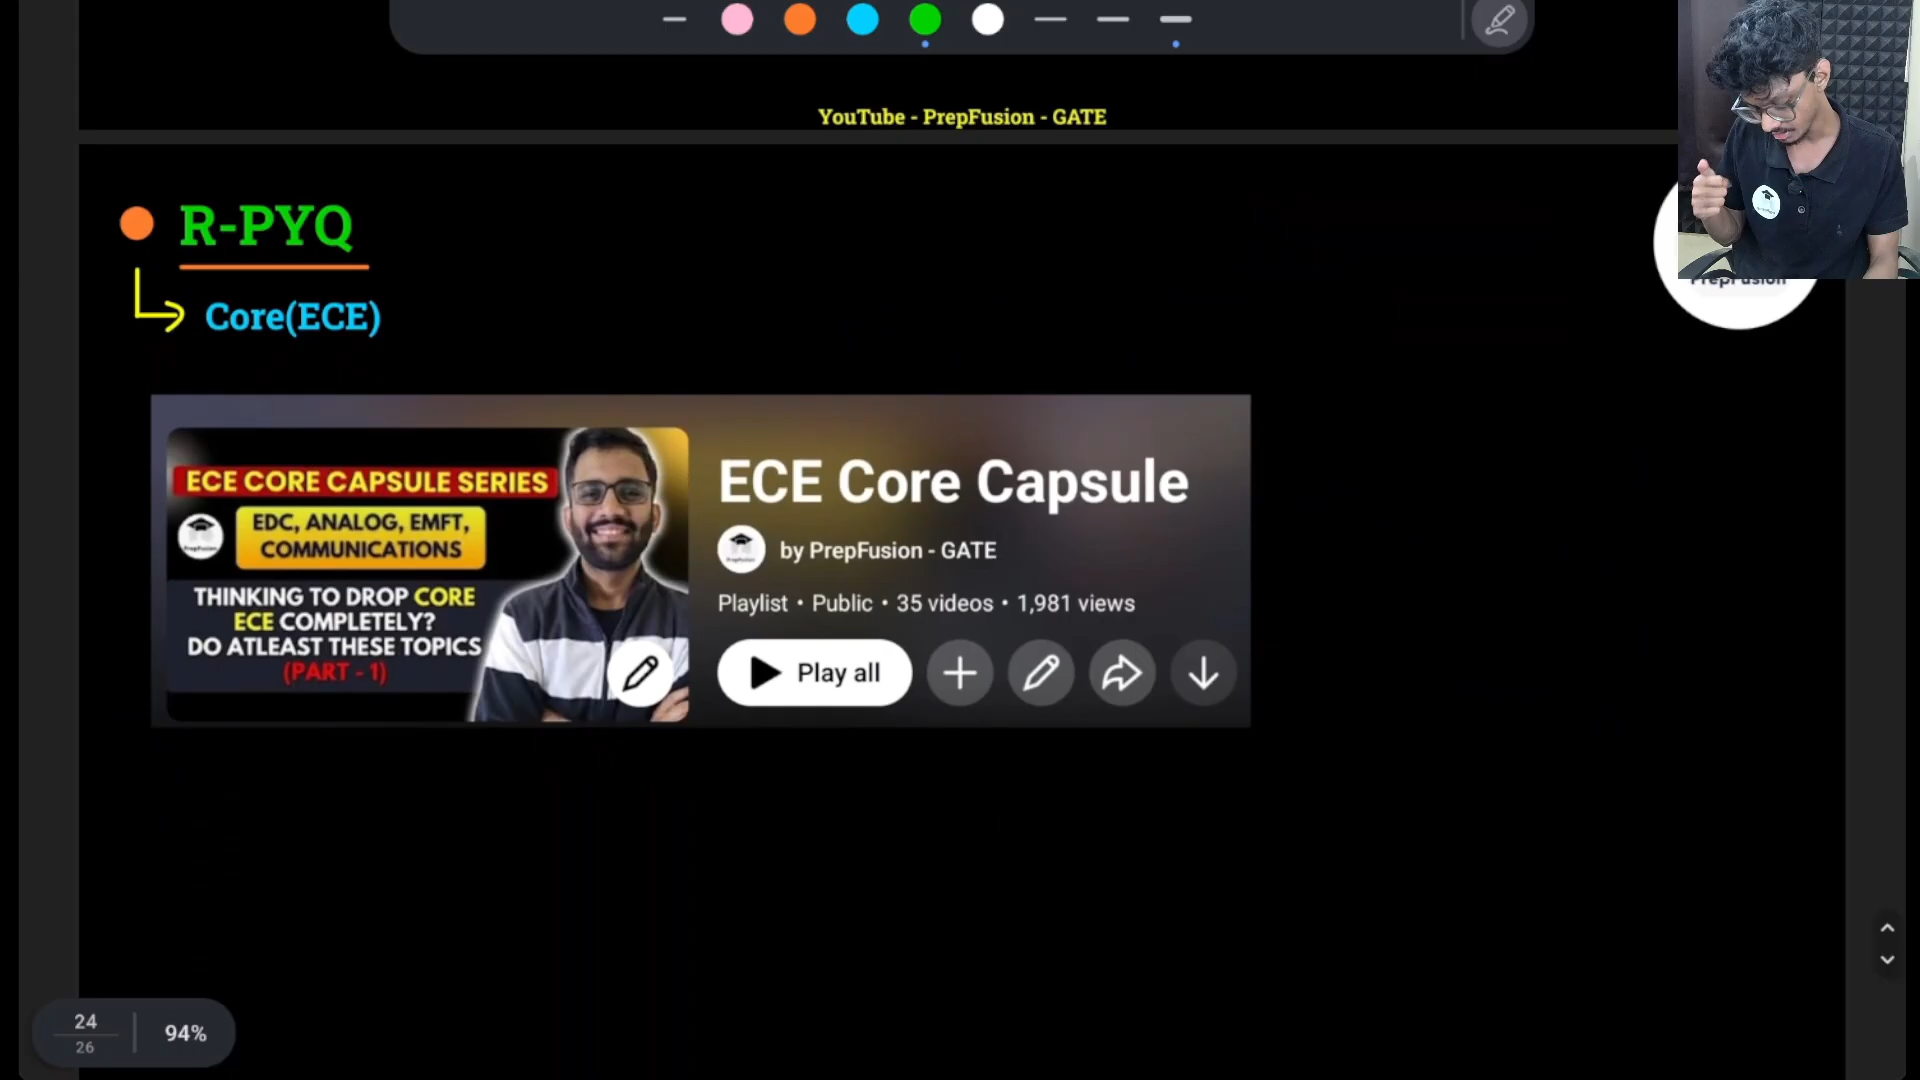 YouTube - PrepFusion - GATE
PrepFusion
R-PYQ
Core(ECE)
ECE CORE CAPSULE SERIES
EDC, ANALOG, EMFT,
COMMUNICATIONS
THINKING TO DROP CORE
ECE COMPLETELY?
DO ATLEAST THESE TOPICS
(PART - 1)
ECE Core Capsule
by PrepFusion - GATE
Playlist • Public • 35 videos • 1,981 views
Play all
24
26
94%